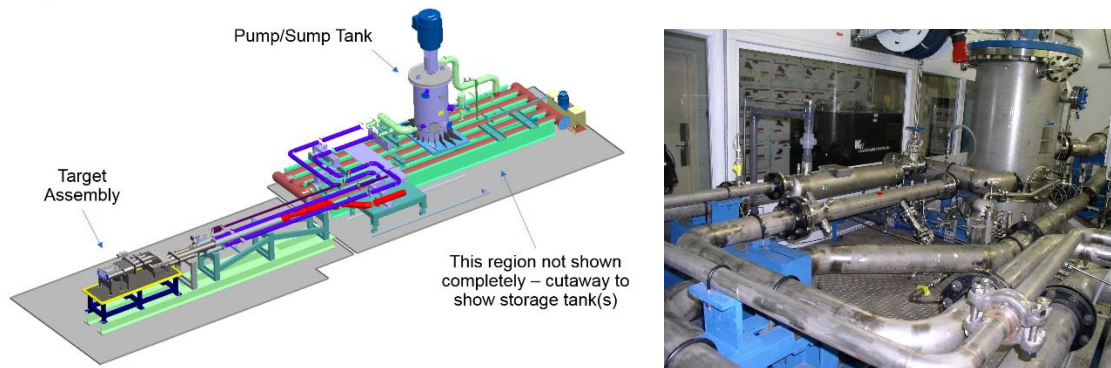 Pump/Sump Tank
Target
Assembly
This region not shown
completely – cutaway to
show storage tank(s)